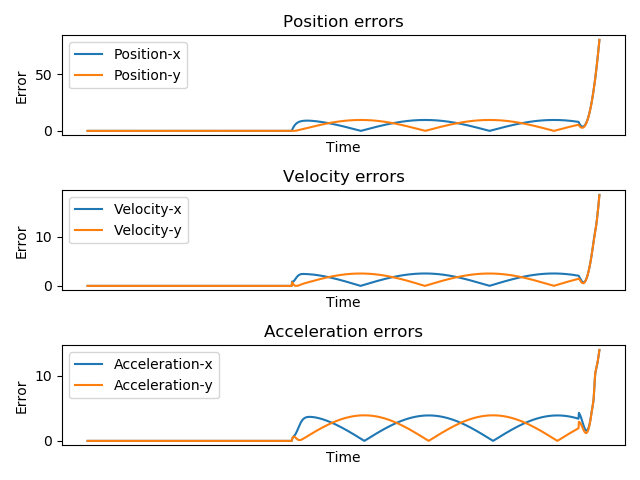 Position errors
Position-x
Position-y
50
0
Error
Time
Velocity errors
Velocity-x
Velocity-y
10
0
Error
Time
Acceleration errors
Acceleration-x
Acceleration-y
10
0
Error
Time